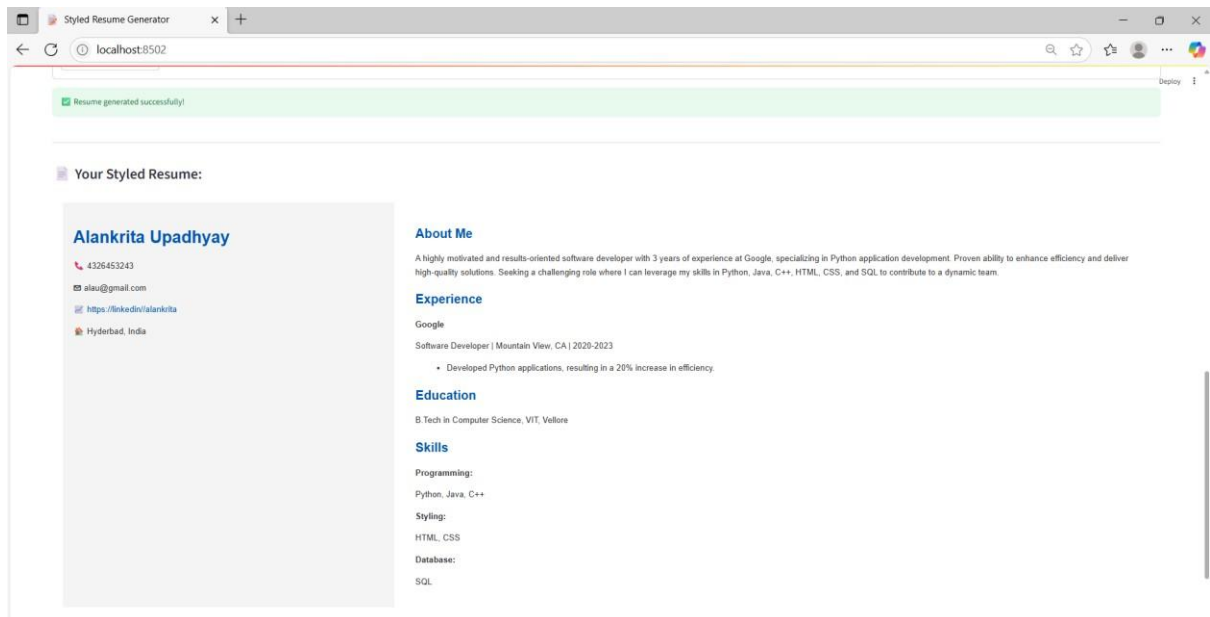 Styled Resume Generator
localhost:8502
Deploy
Resume generated successfully!
Your Styled Resume:
Alankrita Upadhyay
4326453243
alau@gmail.com
https://linkedin//alankrita
Hyderbad, India
About Me
A highly motivated and results-oriented software developer with 3 years of experience at Google, specializing in Python application development. Proven ability to enhance efficiency and deliver
high-quality solutions. Seeking a challenging role where I can leverage my skills in Python, Java, C++, HTML, CSS, and SQL to contribute to a dynamic team.
Experience
Google
Software Developer | Mountain View, CA | 2020-2023
• Developed Python applications, resulting in a 20% increase in efficiency.
Education
B.Tech in Computer Science, VIT, Vellore
Skills
Programming:
Python, Java, C++
Styling:
HTML, CSS
Database:
SQL